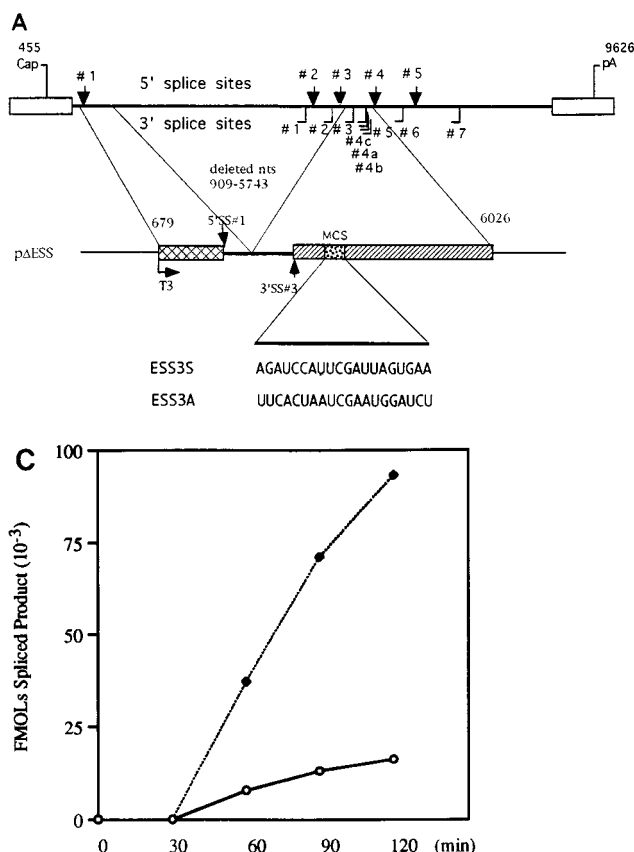 A
455
9626
Cap
pA
#1
5' splice sites
#2
#3
#4
#5
3' splice sites
#1
#2
#3
#4c
#5
#6
#7
#4a
#4b
deleted nts
909-5743
5'SS#1
679
6026
MCS
p∆ESS
T3
3'SS#3
ESS3S AGAUCCAUUCGAUUAGUGAA
ESS3A UUCACUAAUCGAAUGGAUCU
C
FMOLs Spliced Product (10-3)
100
75
50
25
0
0 30 60 90 120 (min)